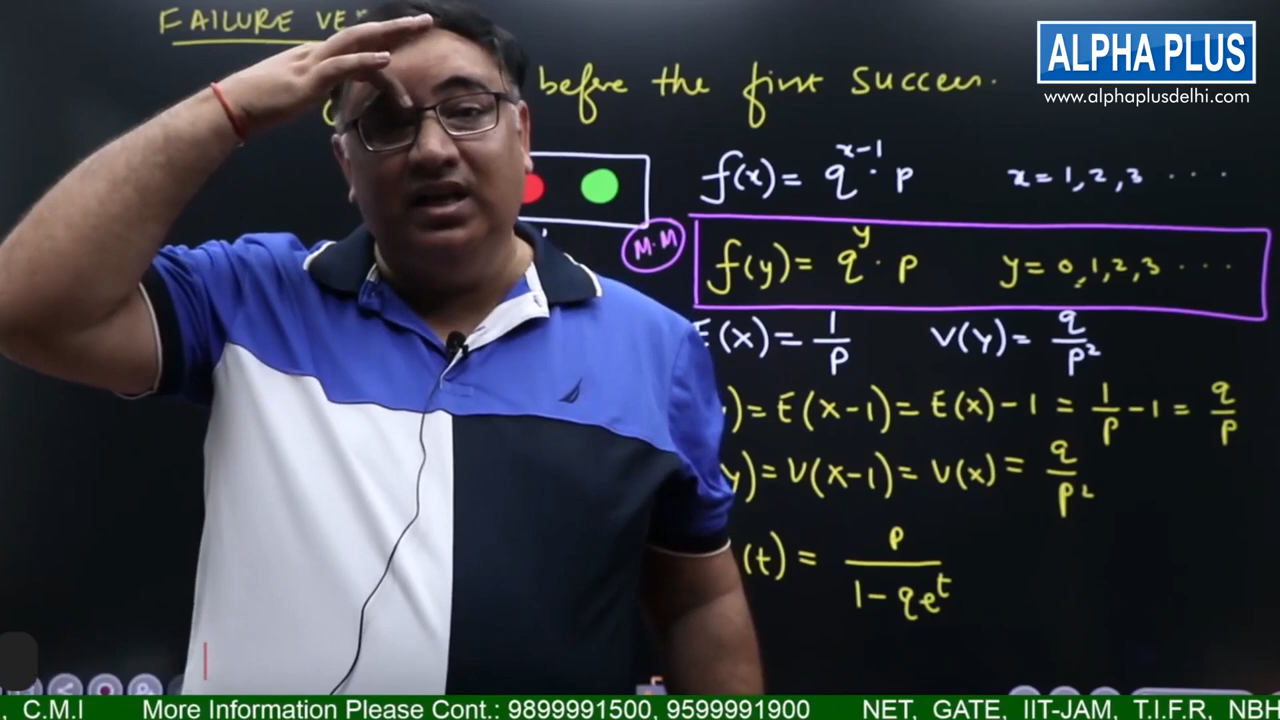 FAILURE VE
before the first success.
ALPHA PLUS
www.alphaplusdelhi.com
f(x) = q^{x-1} · p x = 1, 2, 3 · · · ·
M.M
f(y) = q^y · p y = 0, 1, 2, 3 · · · ·
E(X) = 1/p V(y) = q/p²
) = E(X-1) = E(X) - 1 = 1/p - 1 = q/p
y) = V(X-1) = V(X) = q/p²
(t) = p/(1 - qe^t)
., C.M.I More Information Please Cont.: 9899991500, 9599991900 NET, GATE, IIT-JAM, T.I.F.R, NBH